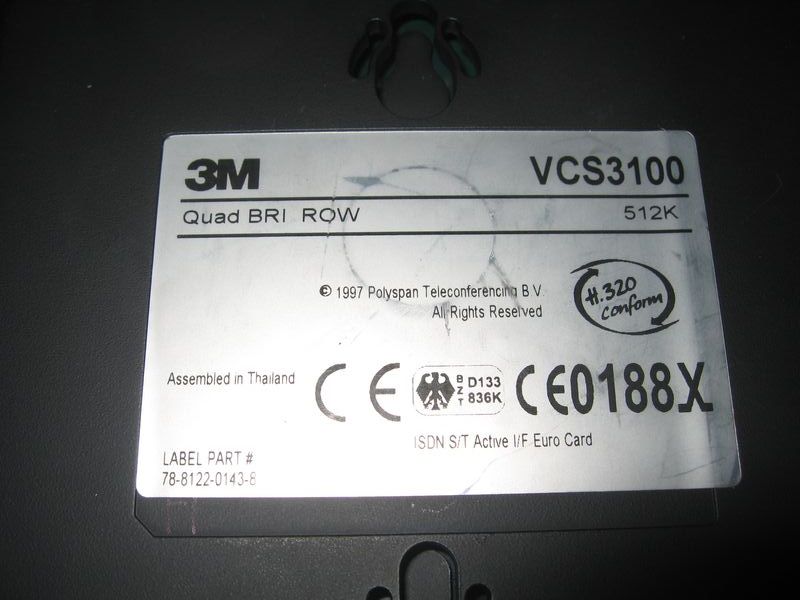 3M VCS3100
Quad BRI ROW 512K
© 1997 Polyspan Teleconferencing B.V.
All Rights Reserved
H.320
conform
Assembled in Thailand
CE
BZT D133
836K
CE0188X
ISDN S/T Active I/F Euro Card
LABEL PART #
78-8122-0143-8